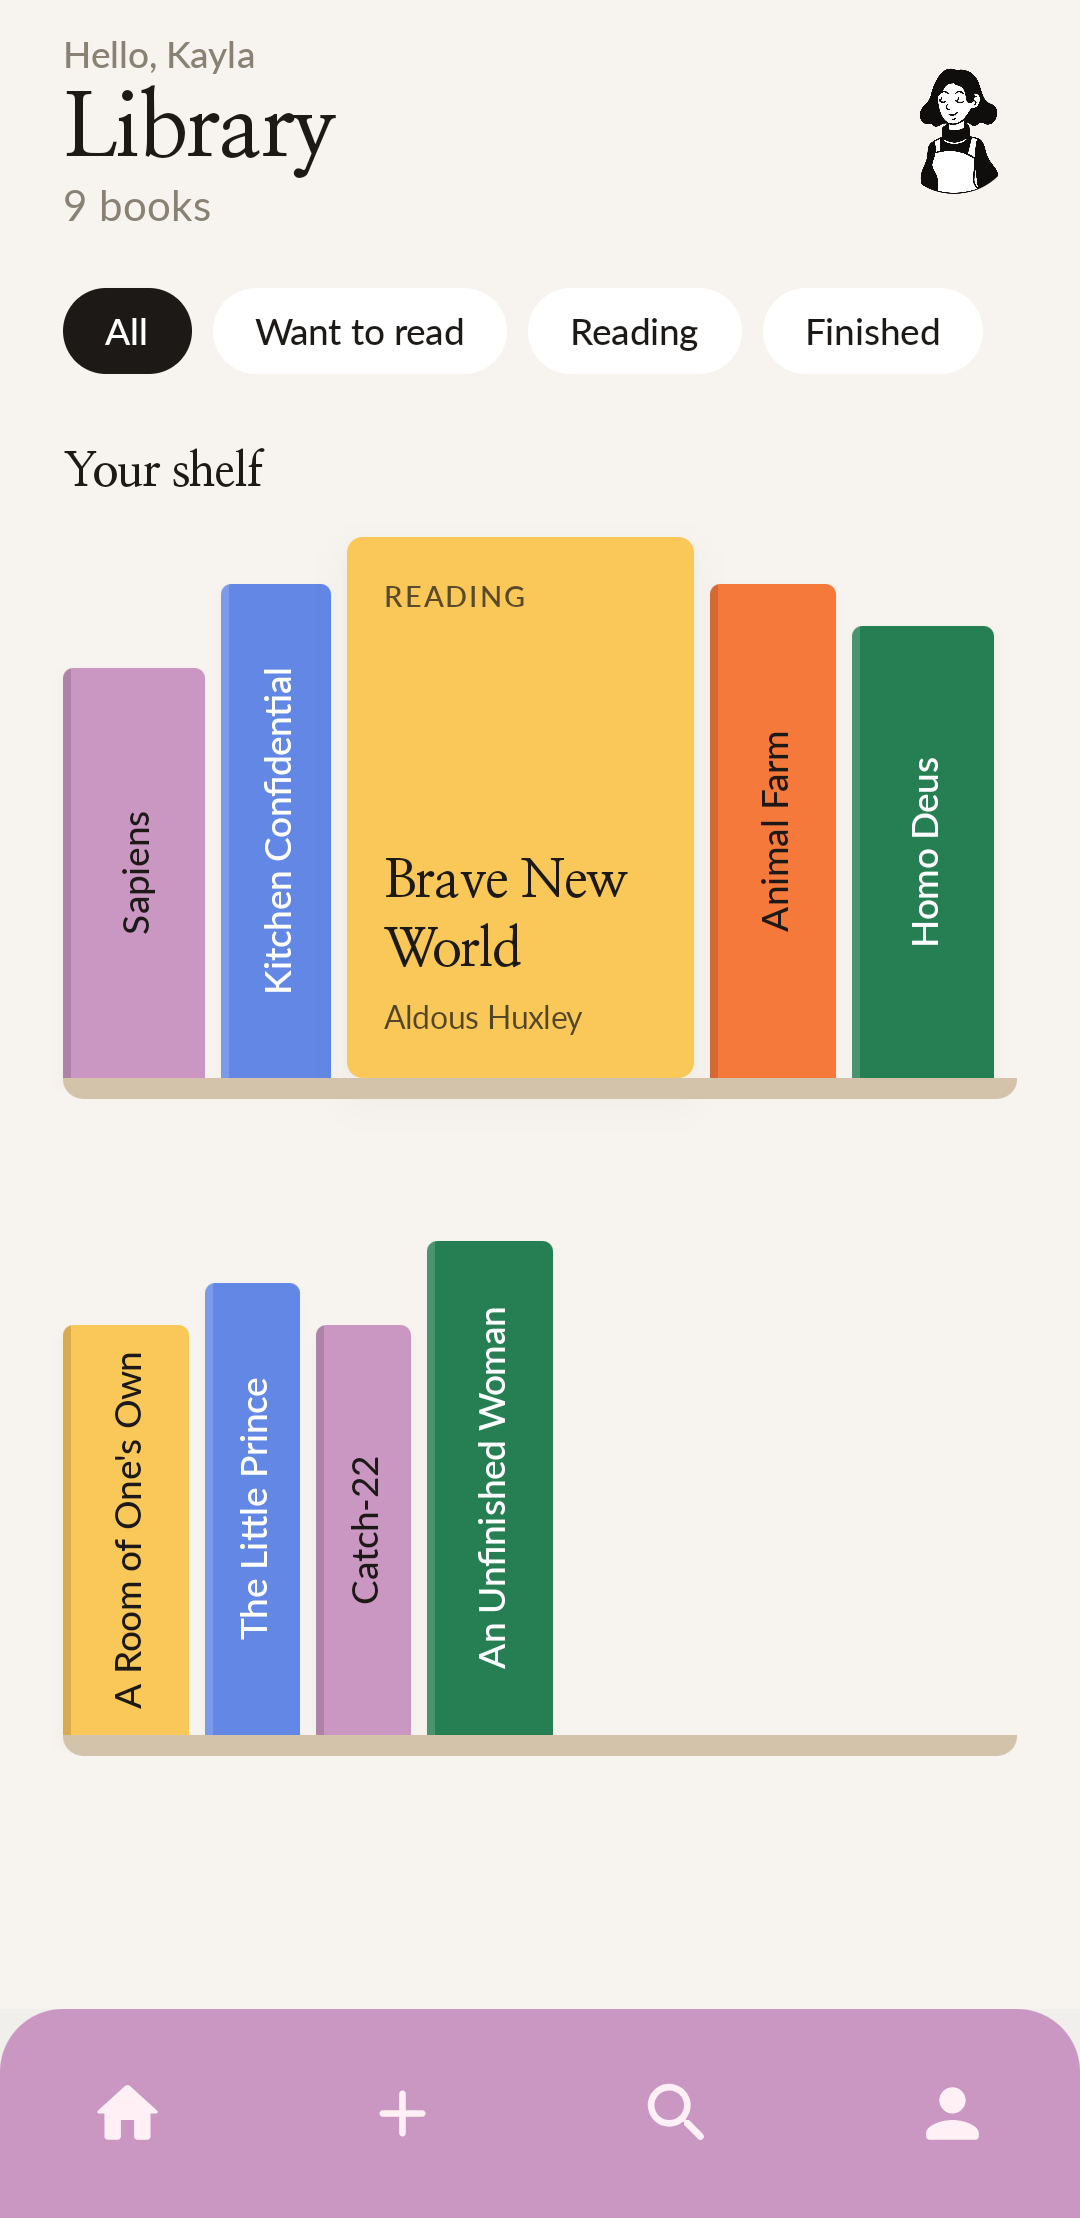 Hello, Kayla
Library
9 books
All
Want to read
Reading
Finished
Your shelf
Sapiens
Kitchen Confidential
READING
Brave New
World
Aldous Huxley
Animal Farm
Homo Deus
A Room of One's Own
The Little Prince
Catch-22
An Unfinished Woman